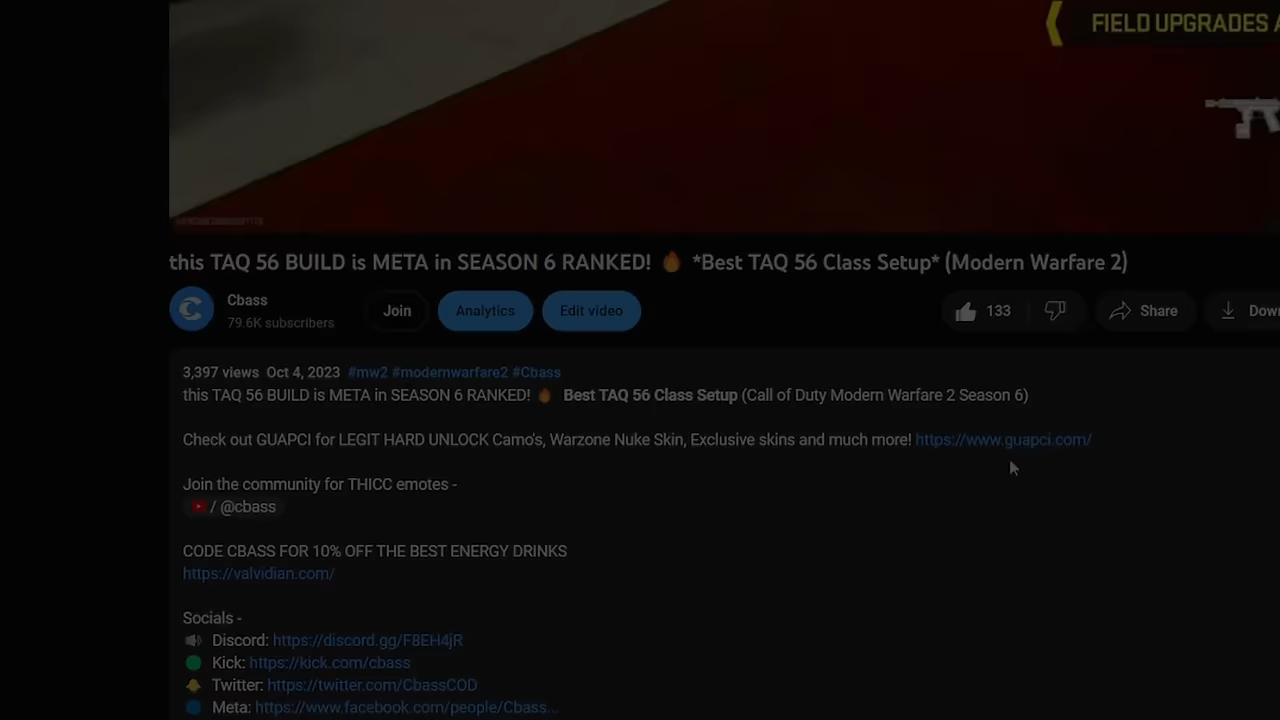 FIELD UPGRADES
this TAQ 56 BUILD is META in SEASON 6 RANKED! 🔥 *Best TAQ 56 Class Setup* (Modern Warfare 2)
Cbass
79.6K subscribers
Join
Analytics
Edit video
133
Share
Down
3,397 views Oct 4, 2023 #mw2 #modernwarfare2 #Cbass
this TAQ 56 BUILD is META in SEASON 6 RANKED! 🔥 Best TAQ 56 Class Setup (Call of Duty Modern Warfare 2 Season 6)
Check out GUAPCI for LEGIT HARD UNLOCK Camo's, Warzone Nuke Skin, Exclusive skins and much more! https://www.guapci.com/
Join the community for THICC emotes -
/ @cbass
CODE CBASS FOR 10% OFF THE BEST ENERGY DRINKS
https://valvidian.com/
Socials -
🔊 Discord: https://discord.gg/F8EH4jR
🟢 Kick: https://kick.com/cbass
🐥 Twitter: https://twitter.com/CbassCOD
🔵 Meta: https://www.facebook.com/people/Cbass...